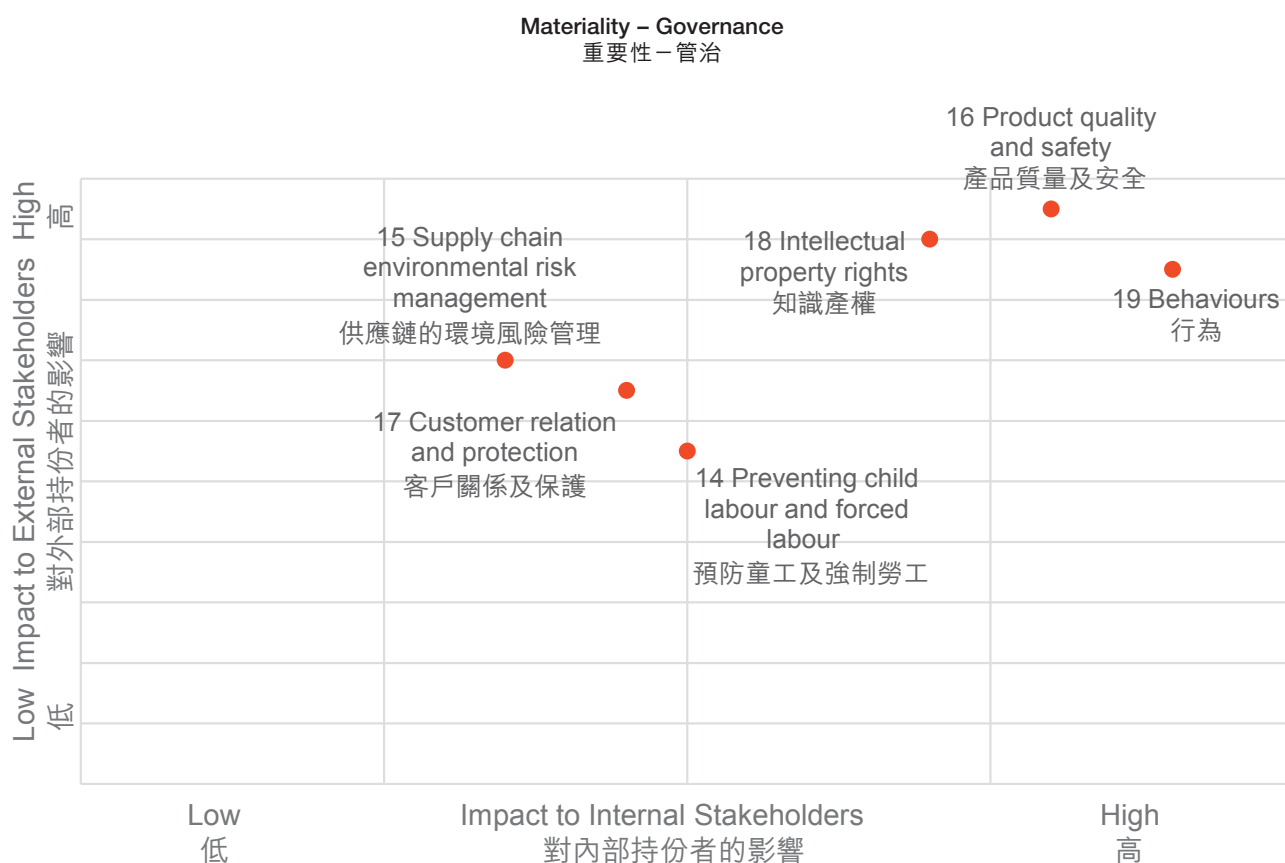 Materiality – Governance
重要性－管治
16 Product quality
and safety
產品質量及安全
15 Supply chain
environmental risk
management
供應鏈的環境風險管理
18 Intellectual
property rights
知識產權
19 Behaviours
行為
17 Customer relation
and protection
客戶關係及保護
14 Preventing child
labour and forced
labour
預防童工及強制勞工
Low Impact to External Stakeholders High
低 對外部持份者的影響 高
Low Impact to Internal Stakeholders High
低 對內部持份者的影響 高